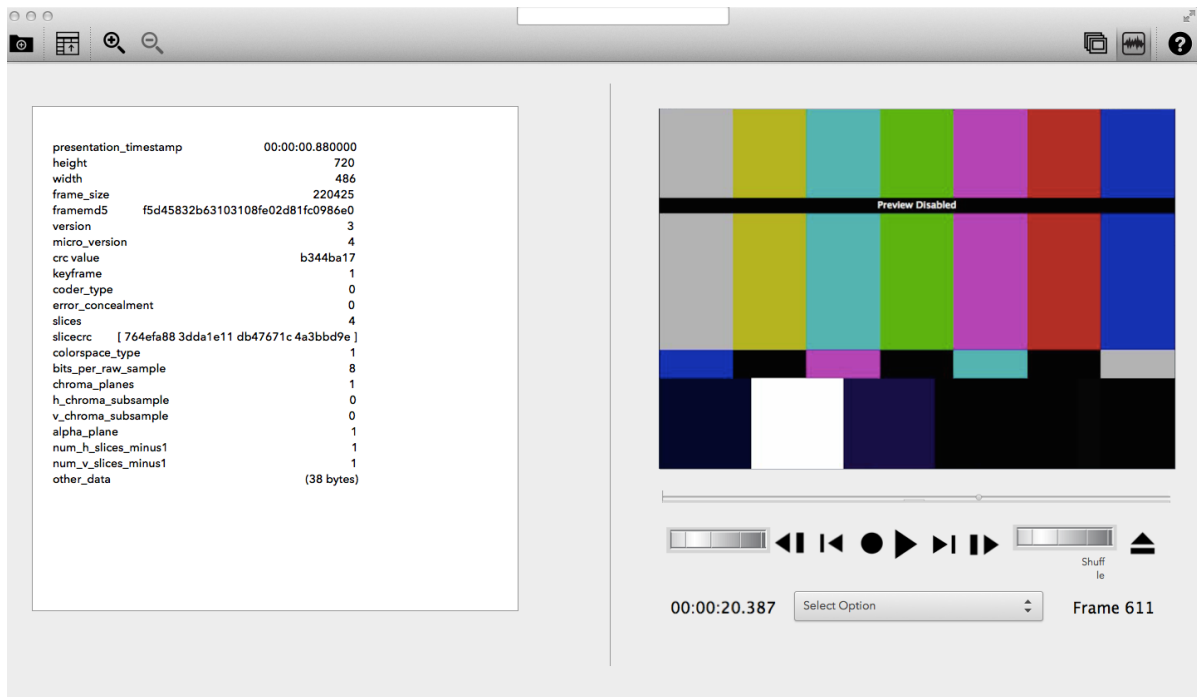 presentation_timestamp 00:00:00.880000
height 720
width 486
frame_size 220425
framemd5 f5d45832b63103108fe02d81fc0986e0
version 3
micro_version 4
crc value b344ba17
keyframe 1
coder_type 0
error_concealment 0
slices 4
slicecrc [ 764efa88 3dda1e11 db47671c 4a3bbd9e ]
colorspace_type 1
bits_per_raw_sample 8
chroma_planes 1
h_chroma_subsample 0
v_chroma_subsample 0
alpha_plane 1
num_h_slices_minus1 1
num_v_slices_minus1 1
other_data (38 bytes)
Preview Disabled
Shuff
le
00:00:20.387 Select Option Frame 611